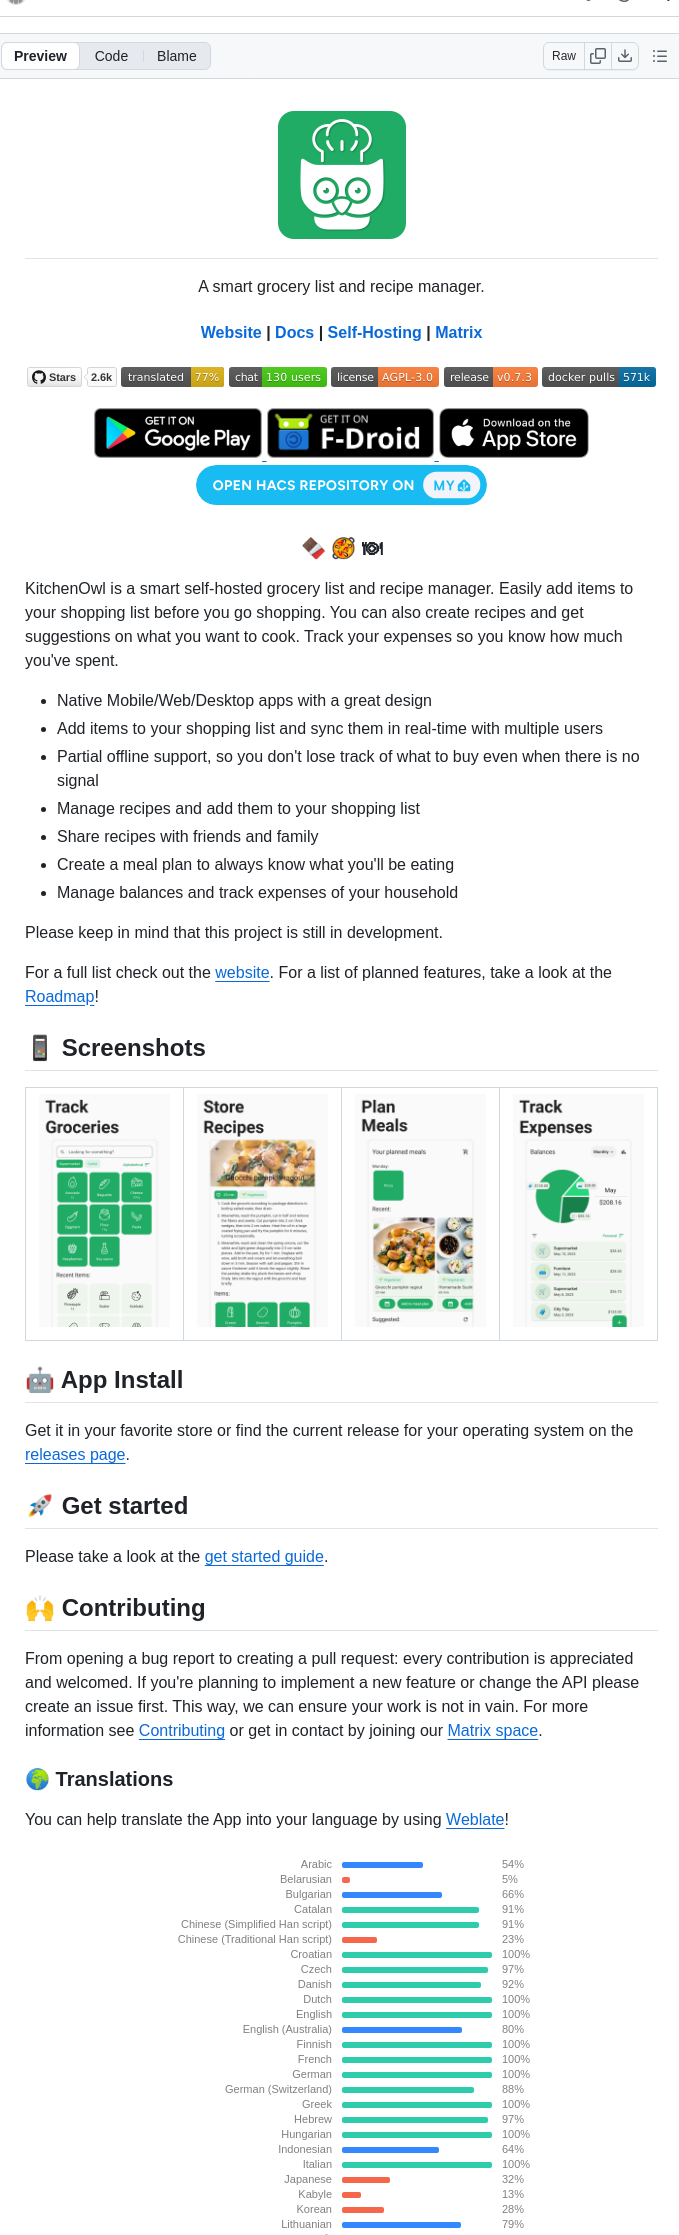 Preview Code Blame Raw
A smart grocery list and recipe manager.
Website | Docs | Self-Hosting | Matrix
Stars 2.6k translated 77% chat 130 users license AGPL-3.0 release v0.7.3 docker pulls 571k
GET IT ON Google Play GET IT ON F-Droid Download on the App Store
OPEN HACS REPOSITORY ON MY
KitchenOwl is a smart self-hosted grocery list and recipe manager. Easily add items to
your shopping list before you go shopping. You can also create recipes and get
suggestions on what you want to cook. Track your expenses so you know how much
you've spent.
Native Mobile/Web/Desktop apps with a great design
Add items to your shopping list and sync them in real-time with multiple users
Partial offline support, so you don't lose track of what to buy even when there is no
signal
Manage recipes and add them to your shopping list
Share recipes with friends and family
Create a meal plan to always know what you'll be eating
Manage balances and track expenses of your household
Please keep in mind that this project is still in development.
For a full list check out the website. For a list of planned features, take a look at the
Roadmap!
Screenshots
Track
Groceries
Looking for something?
Recent Items:
Store
Recipes
Items:
Plan
Meals
Your planned meals
Recent:
Suggested:
Track
Expenses
Balances Monthly
May
$208.16
App Install
Get it in your favorite store or find the current release for your operating system on the
releases page.
Get started
Please take a look at the get started guide.
Contributing
From opening a bug report to creating a pull request: every contribution is appreciated
and welcomed. If you're planning to implement a new feature or change the API please
create an issue first. This way, we can ensure your work is not in vain. For more
information see Contributing or get in contact by joining our Matrix space.
Translations
You can help translate the App into your language by using Weblate!
Arabic 54%
Belarusian 5%
Bulgarian 66%
Catalan 91%
Chinese (Simplified Han script) 91%
Chinese (Traditional Han script) 23%
Croatian 100%
Czech 97%
Danish 92%
Dutch 100%
English 100%
English (Australia) 80%
Finnish 100%
French 100%
German 100%
German (Switzerland) 88%
Greek 100%
Hebrew 97%
Hungarian 100%
Indonesian 64%
Italian 100%
Japanese 32%
Kabyle 13%
Korean 28%
Lithuanian 79%